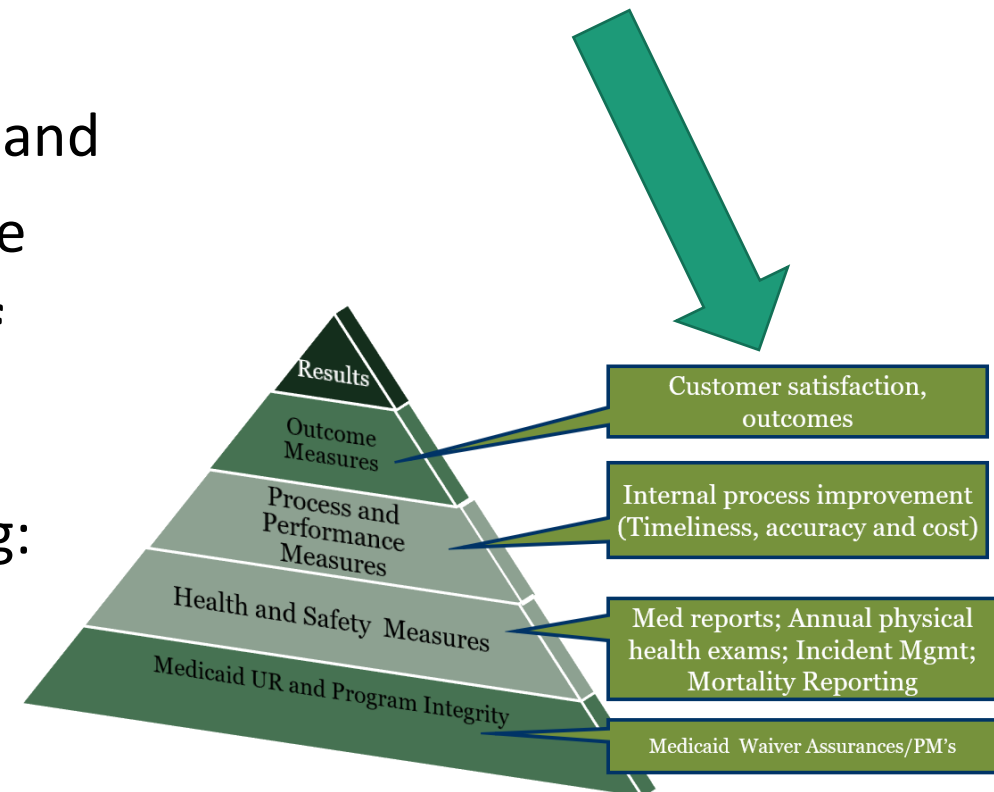 and
e
g:
Results
Outcome
Measures
Process and
Performance
Measures
Health and Safety Measures
Medicaid UR and Program Integrity
Customer satisfaction,
outcomes
Internal process improvement
(Timeliness, accuracy and cost)
Med reports; Annual physical
health exams; Incident Mgmt;
Mortality Reporting
Medicaid Waiver Assurances/PM's